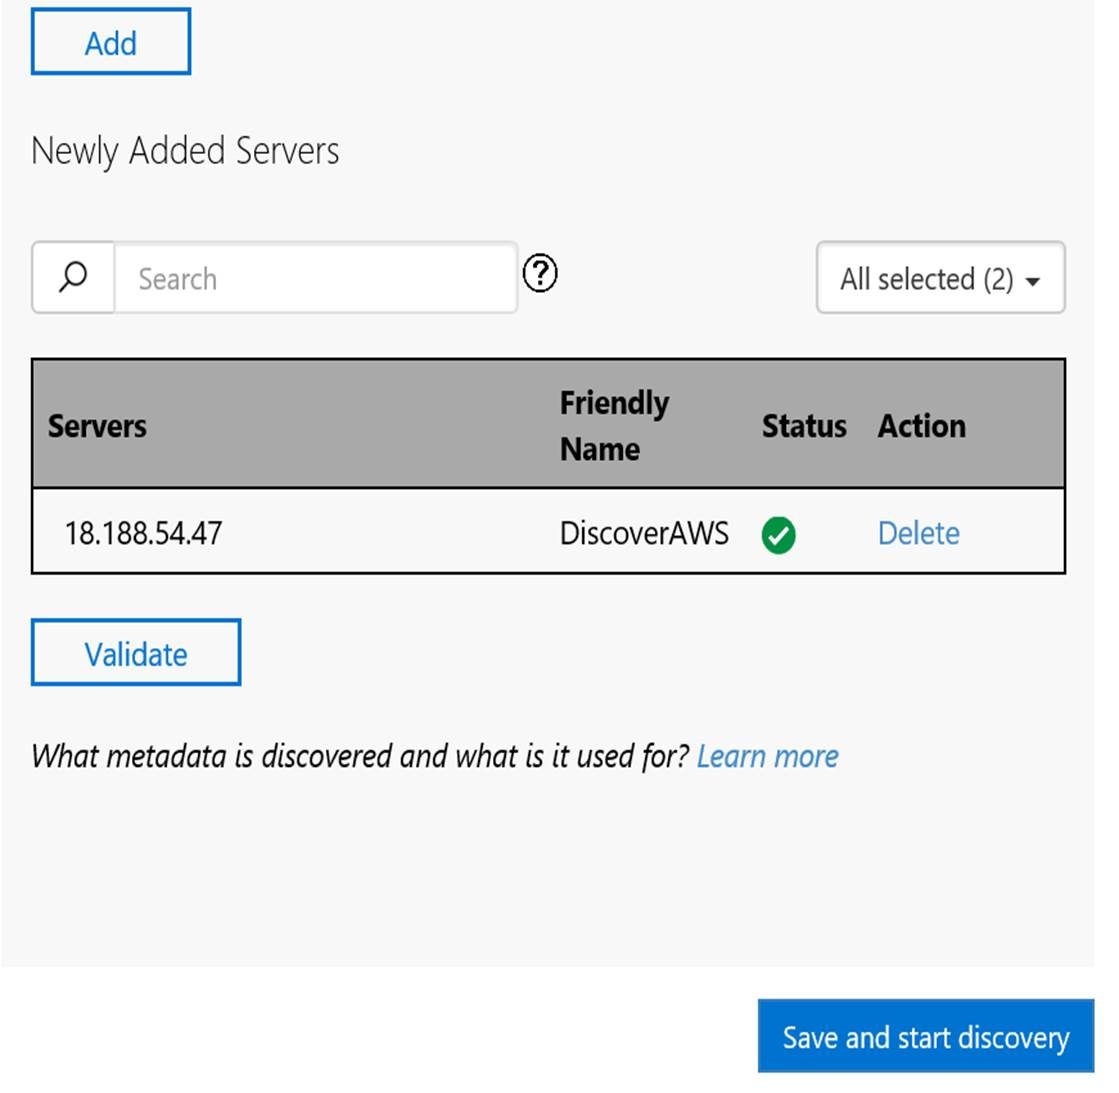 Add
Newly Added Servers
Search
?
All selected (2)
Servers
Friendly
Name
Status
Action
18.188.54.47
DiscoverAWS
Delete
Validate
What metadata is discovered and what is it used for? Learn more
Save and start discovery